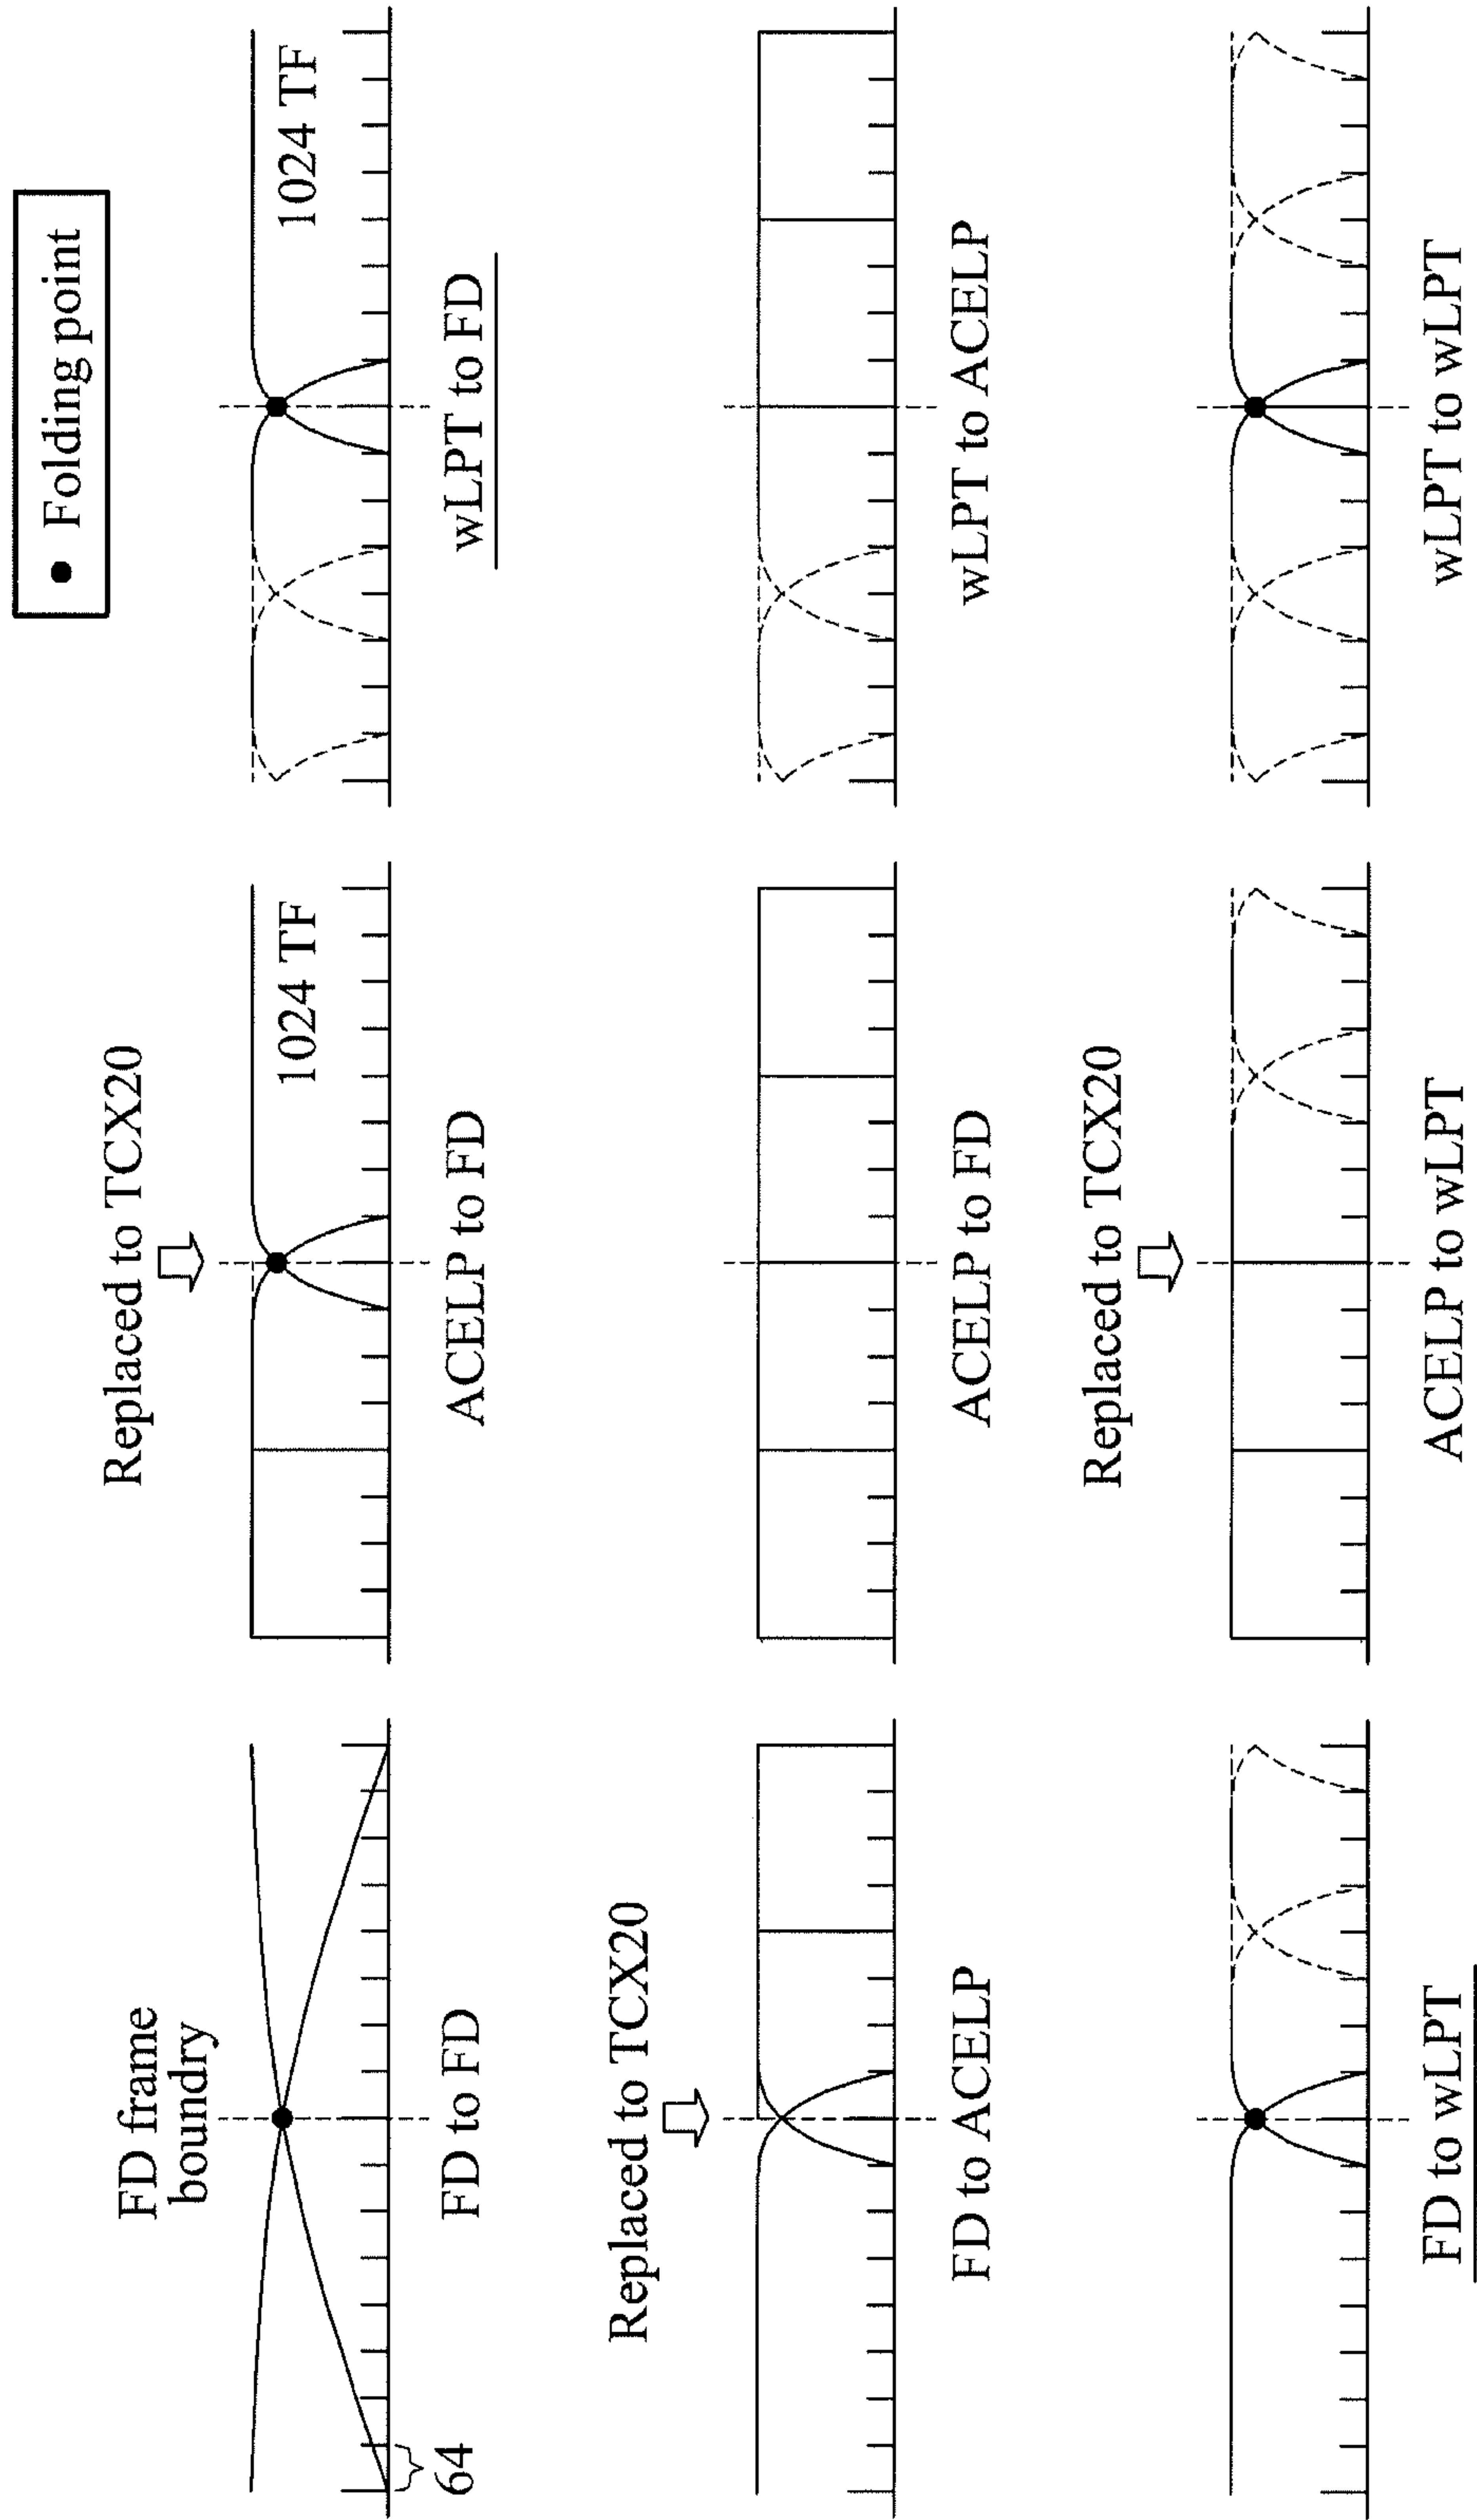 ● Folding point
FD frame
boundry
64
FD to FD
Replaced to TCX20
1024 TF
ACELP to FD
1024 TF
wLPT to FD
Replaced to TCX20
FD to ACELP
ACELP to FD
wLPT to ACELP
FD to wLPT
Replaced to TCX20
ACELP to wLPT
wLPT to wLPT